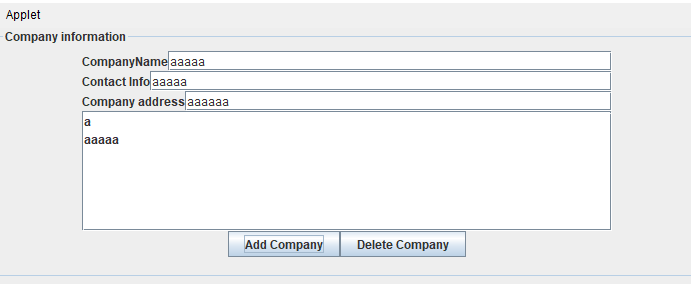 Applet
Company information
CompanyName aaaaa
Contact Info aaaaa
Company address aaaaaa
a
aaaaa
Add Company Delete Company